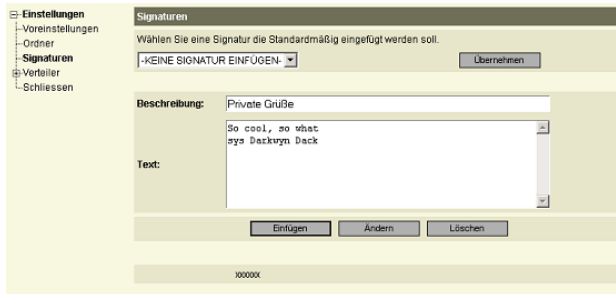 Einstellungen
Voreinstellungen
Ordner
Signaturen
Verteiler
Schliessen
Signaturen
Wählen Sie eine Signatur die Standardmäßig eingefügt werden soll.
-KEINE SIGNATUR EINFÜGEN-
Übernehmen
Beschreibung: Private Grüße
Text:
So cool, so what
sys Darkwyn Dack
Einfügen Ändern Löschen
xxxxxx